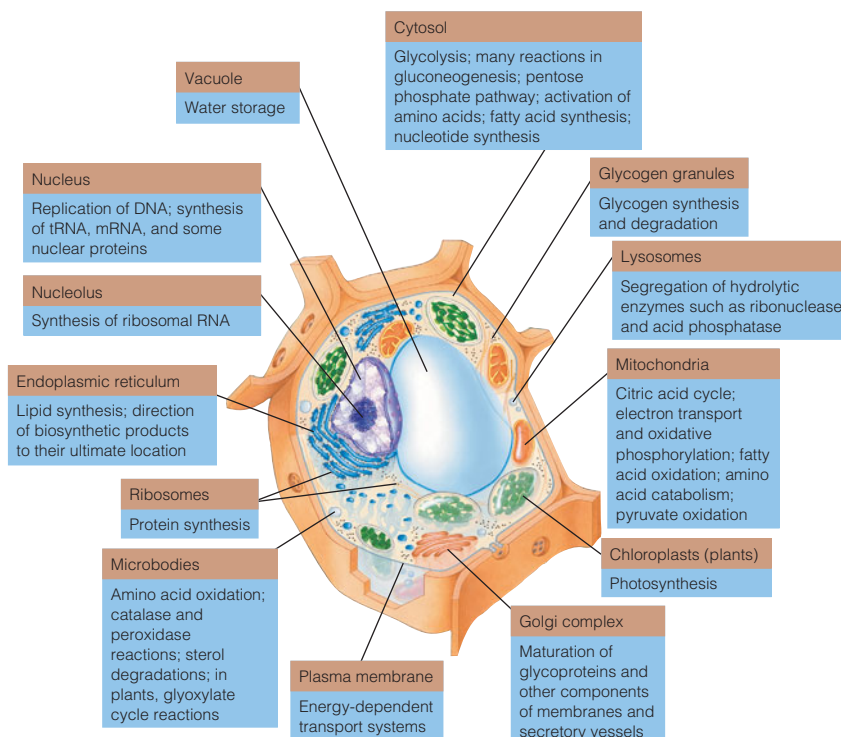 Cytosol
Glycolysis; many reactions in
gluconeogenesis; pentose
phosphate pathway; activation of
amino acids; fatty acid synthesis;
nucleotide synthesis
Vacuole
Water storage
Nucleus
Replication of DNA; synthesis
of tRNA, mRNA, and some
nuclear proteins
Glycogen granules
Glycogen synthesis
and degradation
Lysosomes
Segregation of hydrolytic
enzymes such as ribonuclease
and acid phosphatase
Nucleolus
Synthesis of ribosomal RNA
Mitochondria
Citric acid cycle;
electron transport
and oxidative
phosphorylation; fatty
acid oxidation; amino
acid catabolism;
pyruvate oxidation
Endoplasmic reticulum
Lipid synthesis; direction
of biosynthetic products
to their ultimate location
Ribosomes
Protein synthesis
Chloroplasts (plants)
Photosynthesis
Microbodies
Amino acid oxidation;
catalase and
peroxidase
reactions; sterol
degradations; in
plants, glyoxylate
cycle reactions
Golgi complex
Maturation of
glycoproteins and
other components
of membranes and
secretory vessels
Plasma membrane
Energy-dependent
transport systems